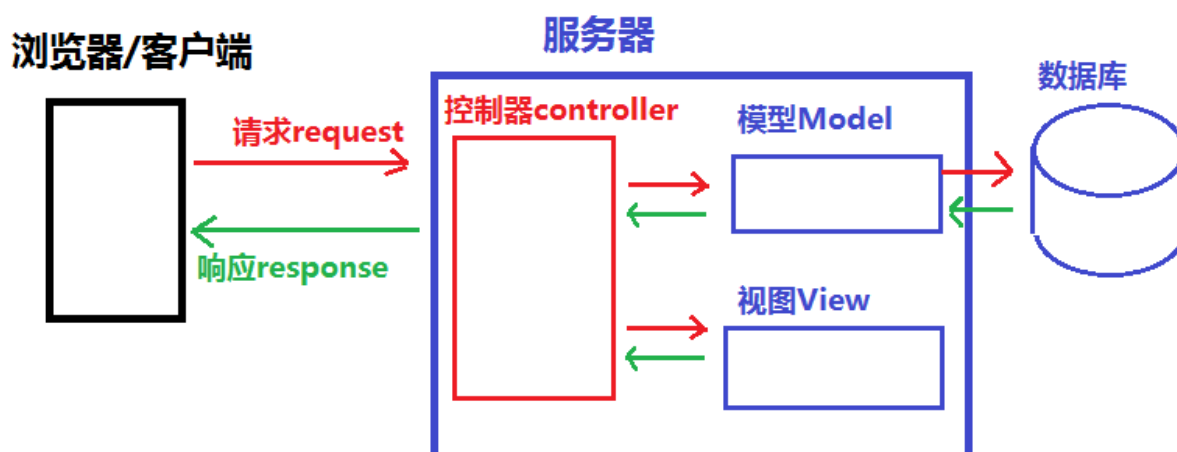 浏览器/客户端
服务器
数据库
请求request
控制器controller
模型Model
响应response
视图View